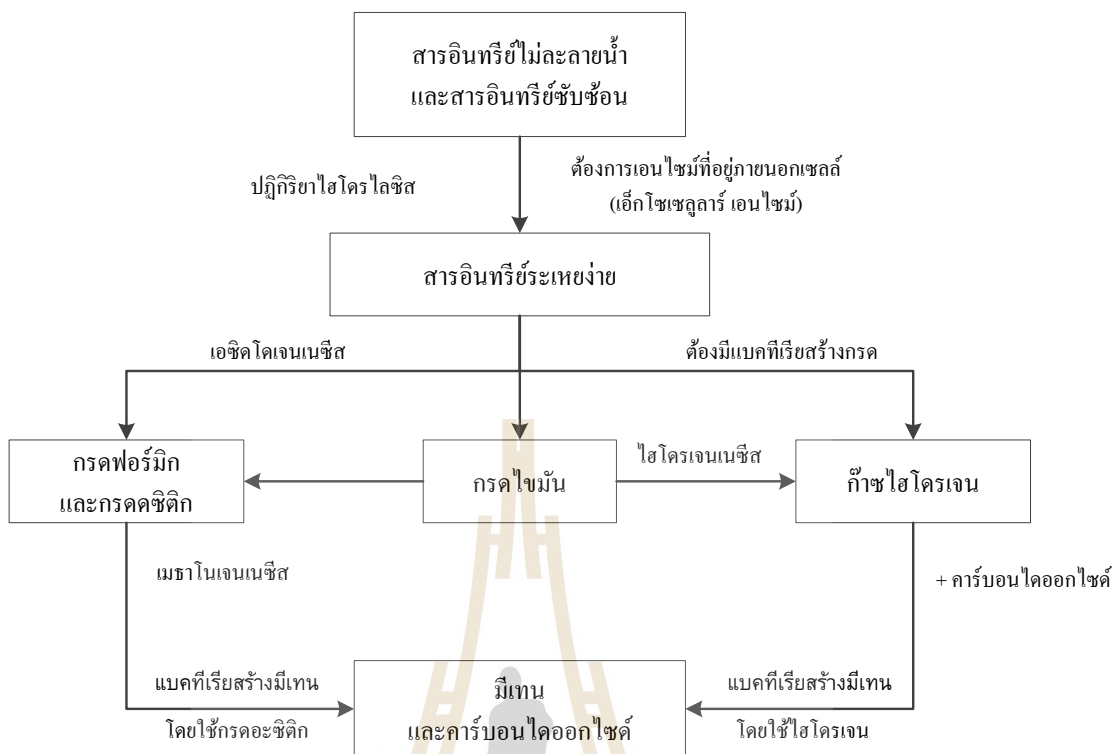 สารอินทรีย์ไม่ละลายน้ำ
และสารอินทรีย์ซับซ้อน
ปฏิกิริยาไฮโดรไลซิส
ต้องการเอนไซม์ที่อยู่ภายนอกเซลล์
(เอ็กโซเซลูลาร์ เอนไซม์)
สารอินทรีย์ระเหยง่าย
เอซิดโดเจนเนซีส
ต้องมีแบคทีเรียสร้างกรด
กรดฟอร์มิก
และกรดดซิติก
กรดไขมัน
ไฮโดรเจนเนซีส
ก๊าซไฮโดรเจน
เมธาโนเจนเนซีส
+ คาร์บอนไดออกไซด์
แบคทีเรียสร้างมีเทน
โดยใช้กรดอะซิติก
มีเทน
และคาร์บอนไดออกไซด์
แบคทีเรียสร้างมีเทน
โดยใช้ไฮโดรเจน